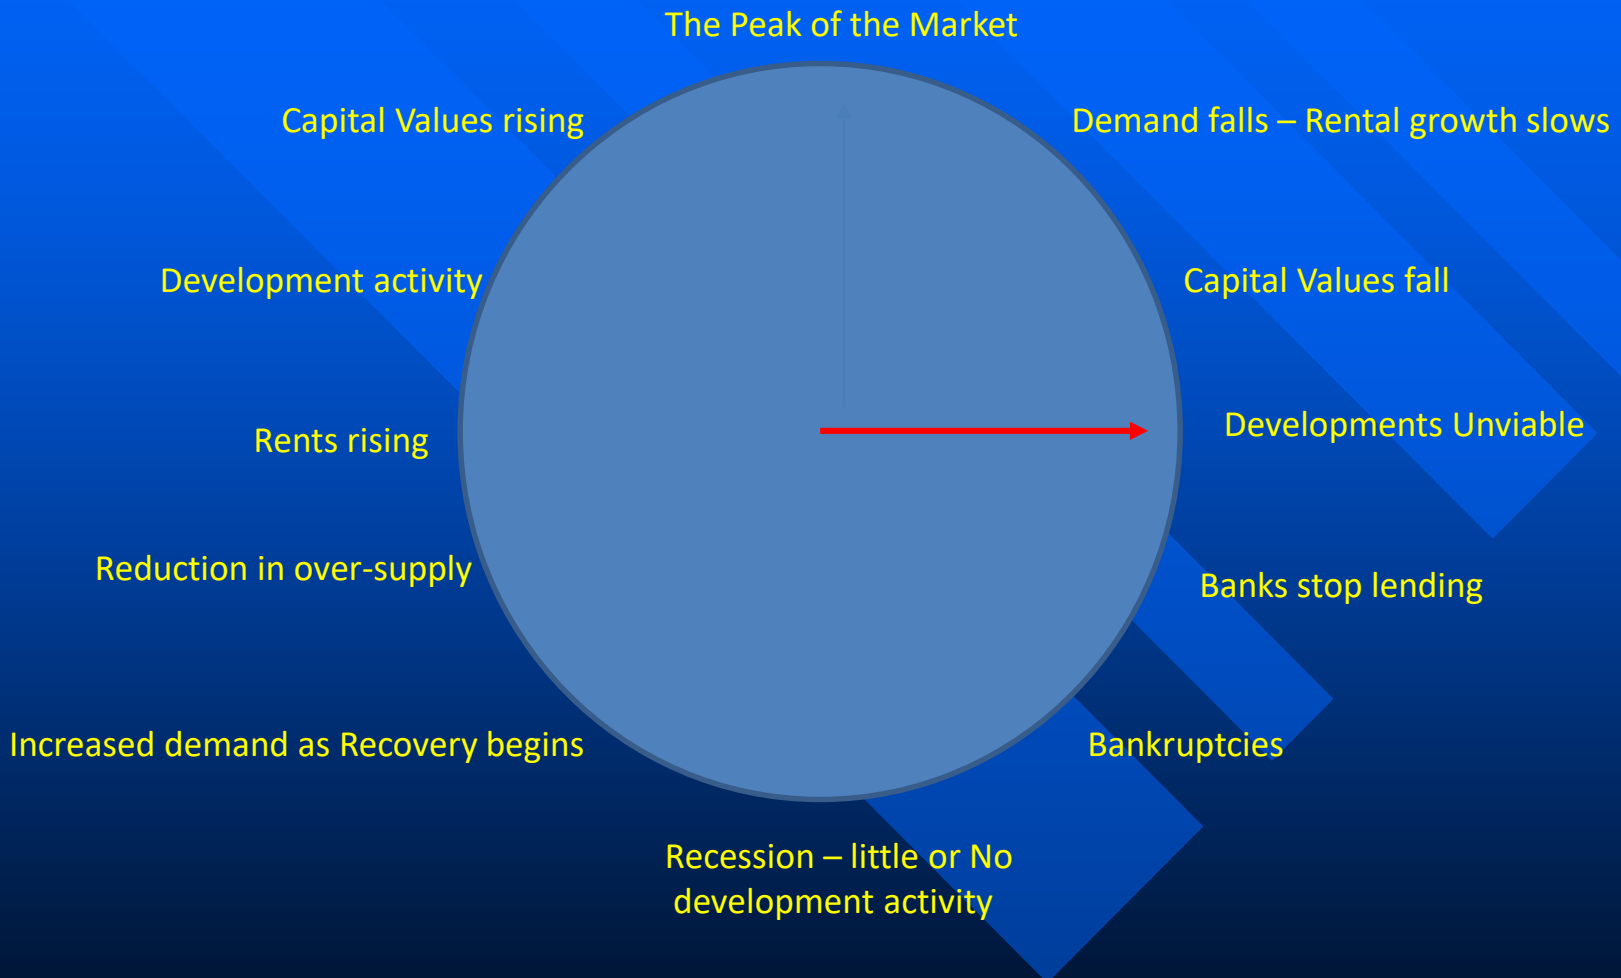 The Peak of the Market
Capital Values rising
Demand falls – Rental growth slows
Development activity
Capital Values fall
Rents rising
Developments Unviable
Reduction in over-supply
Banks stop lending
Increased demand as Recovery begins
Bankruptcies
Recession – little or No
development activity